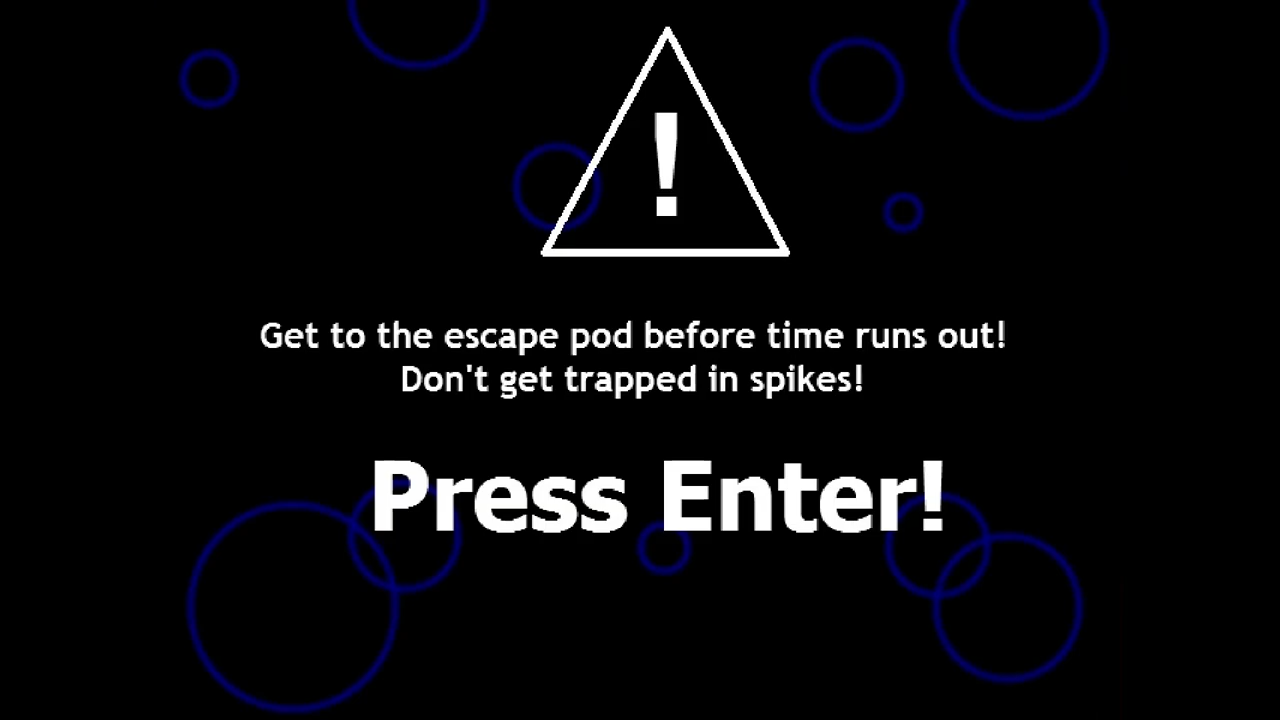 !
Get to the escape pod before time runs out!
Don't get trapped in spikes!
Press Enter!